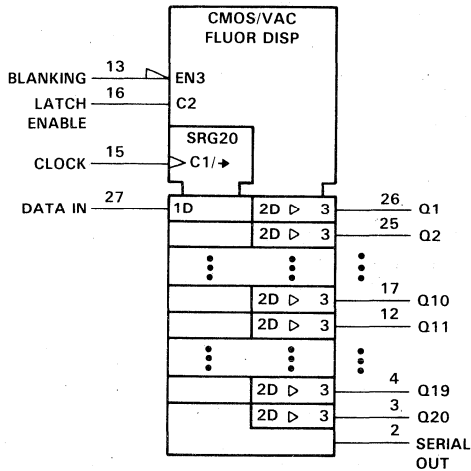 CMOS/VAC
FLUOR DISP
BLANKING 13 EN3
LATCH 16 C2
ENABLE
SRG20
CLOCK 15 C1/→
DATA IN 27 1D 2D ▷ 3 26 Q1
2D ▷ 3 25 Q2
2D ▷ 3 17 Q10
2D ▷ 3 12 Q11
2D ▷ 3 4 Q19
2D ▷ 3 3 Q20
2 SERIAL
OUT